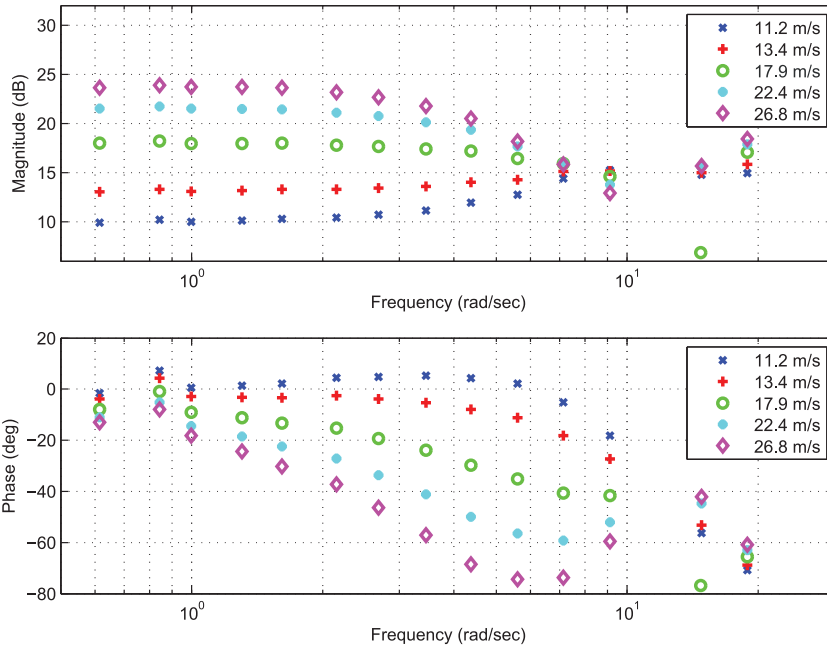 30
25
20
15
10
Magnitude (dB)
11.2 m/s
13.4 m/s
17.9 m/s
22.4 m/s
26.8 m/s
10⁰
10¹
Frequency (rad/sec)
20
0
−20
−40
−60
−80
Phase (deg)
11.2 m/s
13.4 m/s
17.9 m/s
22.4 m/s
26.8 m/s
10⁰
10¹
Frequency (rad/sec)